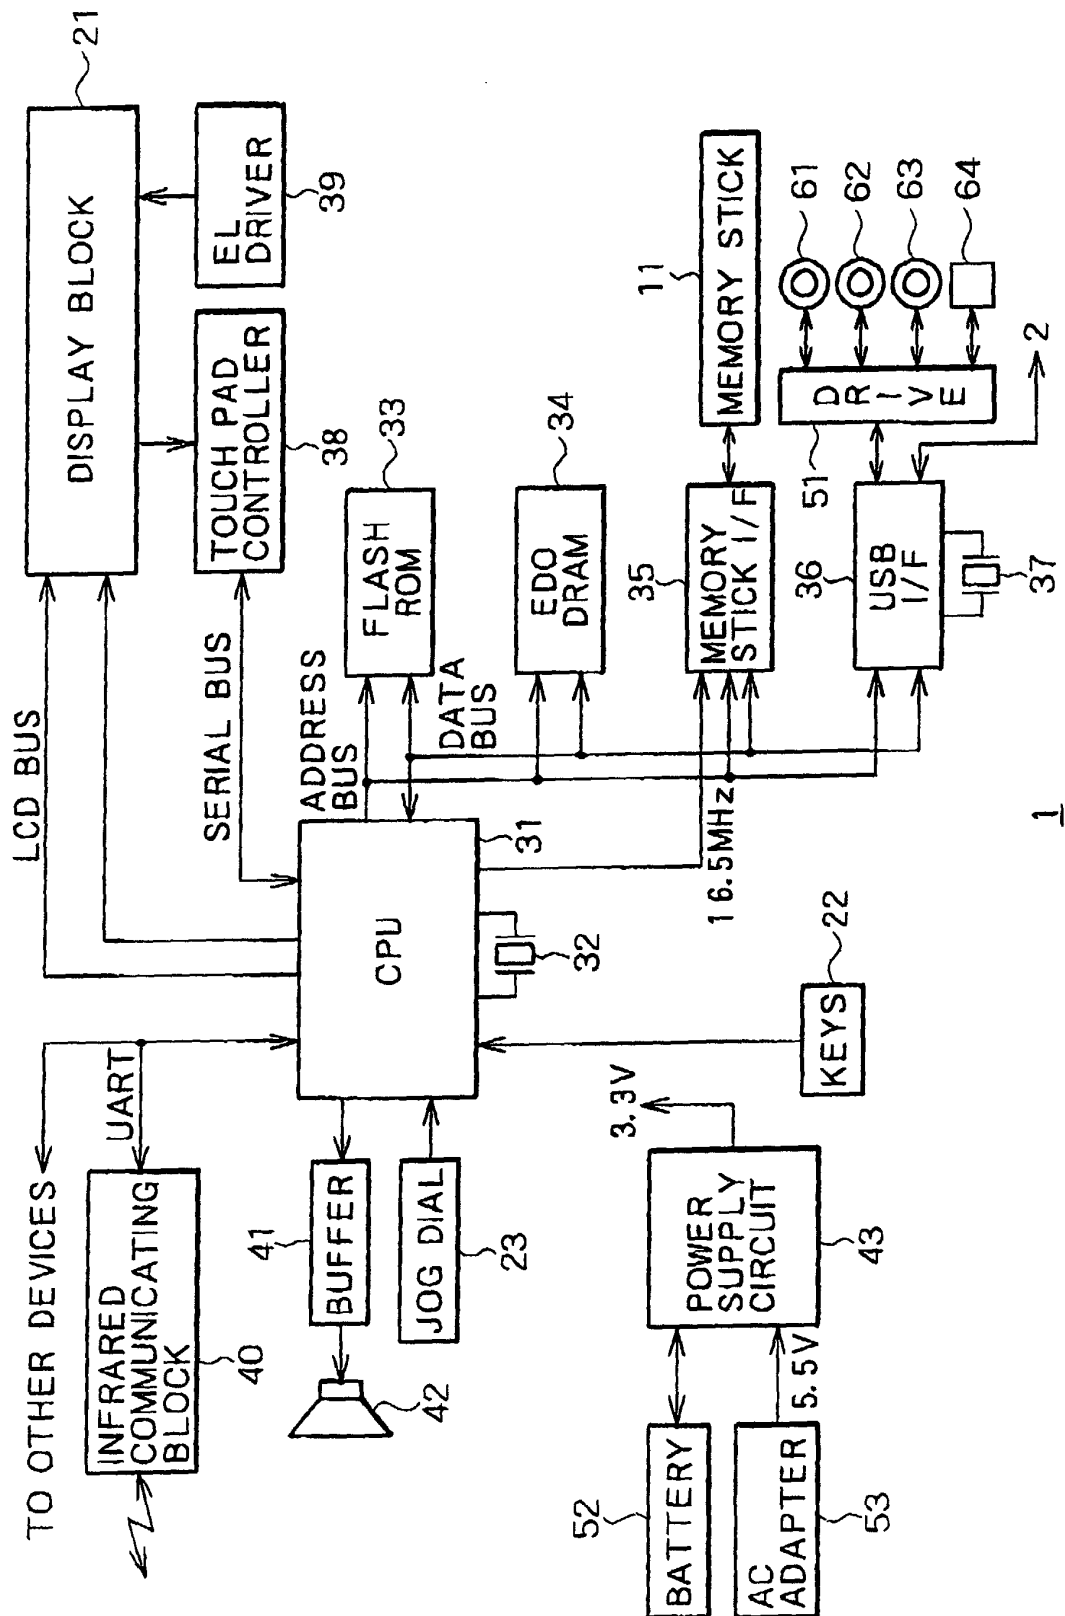 TO OTHER DEVICES
LCD BUS
21
DISPLAY BLOCK
UART
INFRARED
COMMUNICATING
BLOCK
40
SERIAL BUS
TOUCH PAD
CONTROLLER
38
EL
DRIVER
39
ADDRESS
BUS
FLASH
ROM
33
DATA
BUS
41
BUFFER
42
JOG DIAL
23
CPU
31
32
EDO
DRAM
34
35
MEMORY
STICK I/F
11
MEMORY STICK
16.5MHz
3.3V
52
BATTERY
AC
ADAPTER
53
5.5V
POWER
SUPPLY
CIRCUIT
43
KEYS
22
36
USB
I/F
37
51
DRIVE
61
62
63
64
2
1